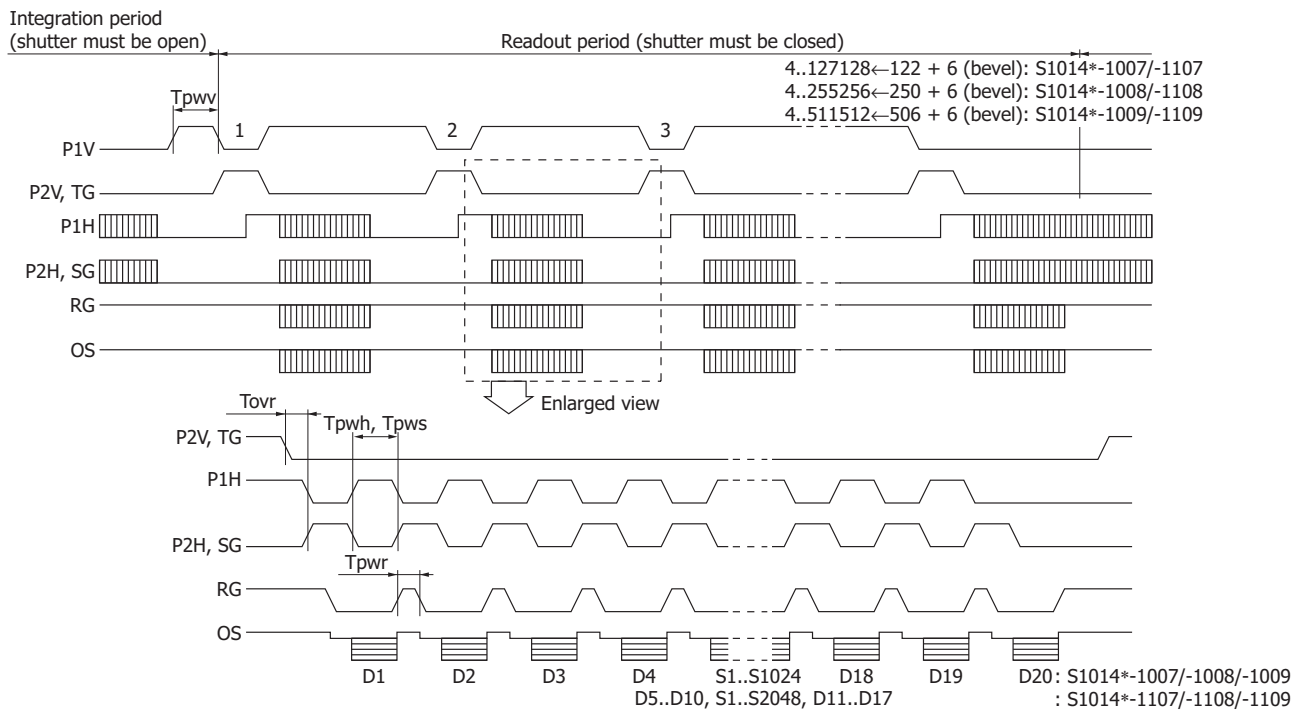 Integration period
(shutter must be open)
Readout period (shutter must be closed)
4..127128←122 + 6 (bevel): S1014*-1007/-1107
4..255256←250 + 6 (bevel): S1014*-1008/-1108
4..511512←506 + 6 (bevel): S1014*-1009/-1109
Tpwv
1
2
3
P1V
P2V, TG
P1H
P2H, SG
RG
OS
Enlarged view
Tovr
Tpwh, Tpws
P2V, TG
P1H
P2H, SG
Tpwr
RG
OS
D1 D2 D3 D4 S1..S1024 D18 D19 D20: S1014*-1007/-1008/-1009
D5..D10, S1..S2048, D11..D17 : S1014*-1107/-1108/-1109